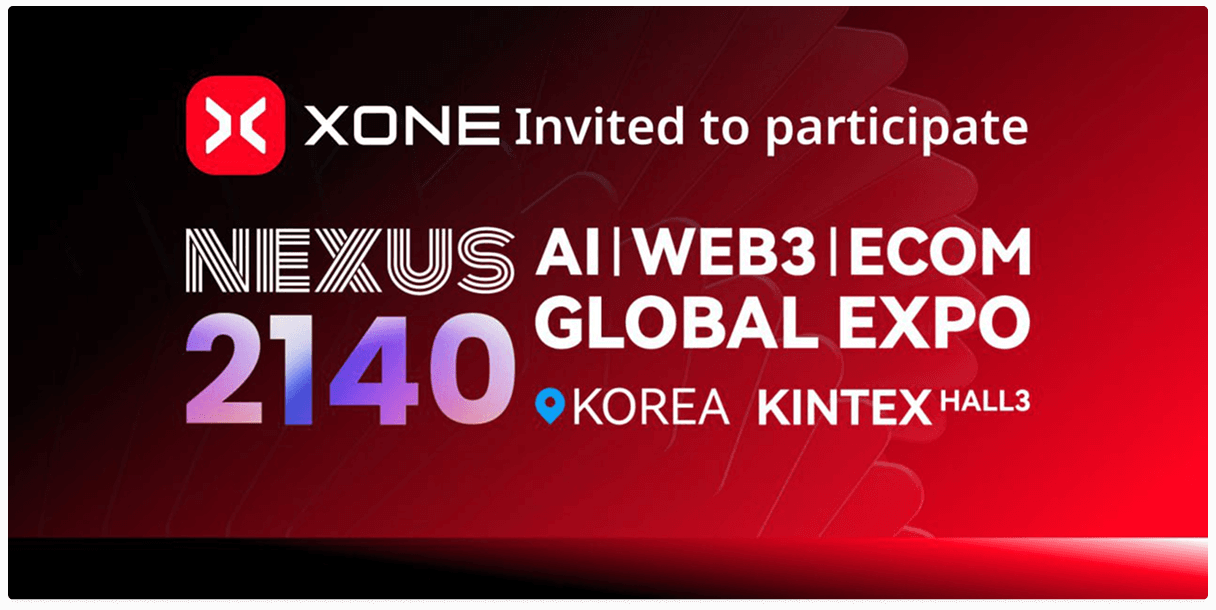 XONE Invited to participate
NEXUS
2140
AI|WEB3|ECOM
GLOBAL EXPO
KOREA KINTEX HALL3